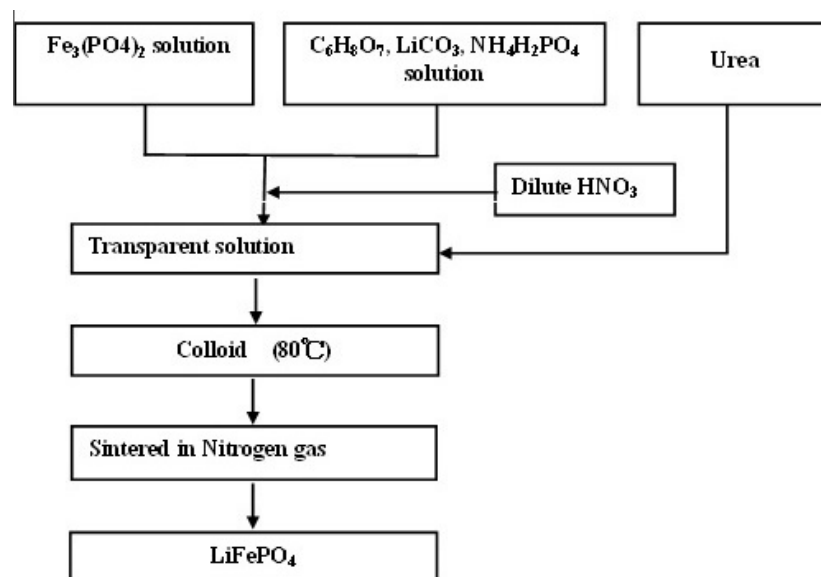 Fe₃(PO4)₂ solution
C₆H₈O₇, LiCO₃, NH₄H₂PO₄
solution
Urea
Dilute HNO₃
Transparent solution
Colloid (80℃)
Sintered in Nitrogen gas
LiFePO₄